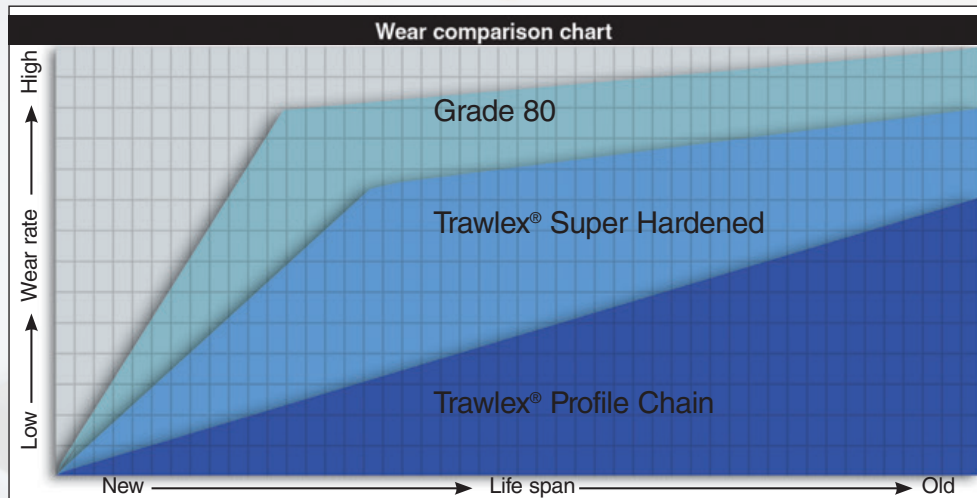 Wear comparison chart
High
Wear rate
Low
Grade 80
Trawlex® Super Hardened
Trawlex® Profile Chain
New
Life span
Old